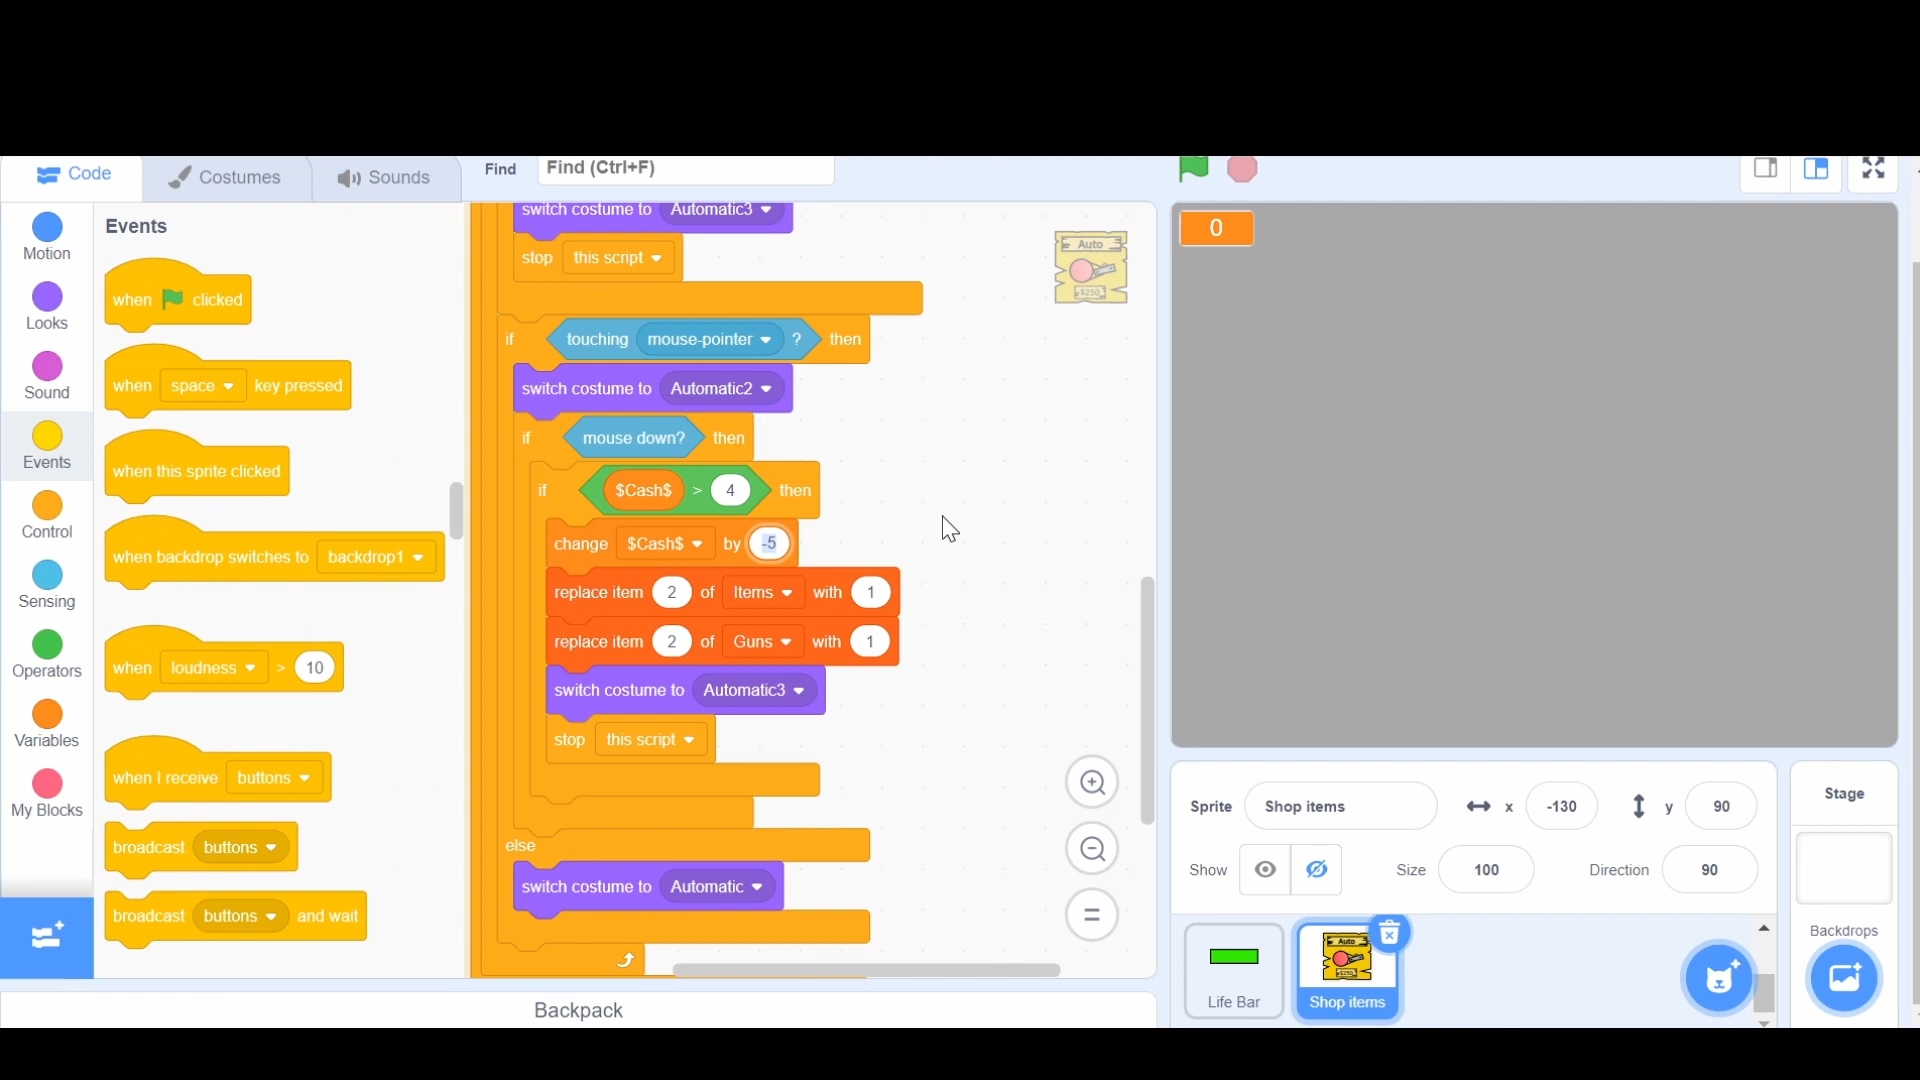 Code
Costumes
Sounds
Find
Find (Ctrl+F)
Motion
Looks
Sound
Events
Control
Sensing
Operators
Variables
My Blocks
Events
when clicked
when space key pressed
when this sprite clicked
when backdrop switches to backdrop1
when loudness > 10
when I receive buttons
broadcast buttons
broadcast buttons and wait
switch costume to Automatic3
stop this script
if touching mouse-pointer ? then
switch costume to Automatic2
if mouse down? then
if $Cash$ > 4 then
change $Cash$ by -5
replace item 2 of Items with 1
replace item 2 of Guns with 1
switch costume to Automatic3
stop this script
else
switch costume to Automatic
Auto
$250
Backpack
0
Sprite Shop items x -130 y 90
Show Size 100 Direction 90
Life Bar
Auto
$250
Shop items
Stage
Backdrops